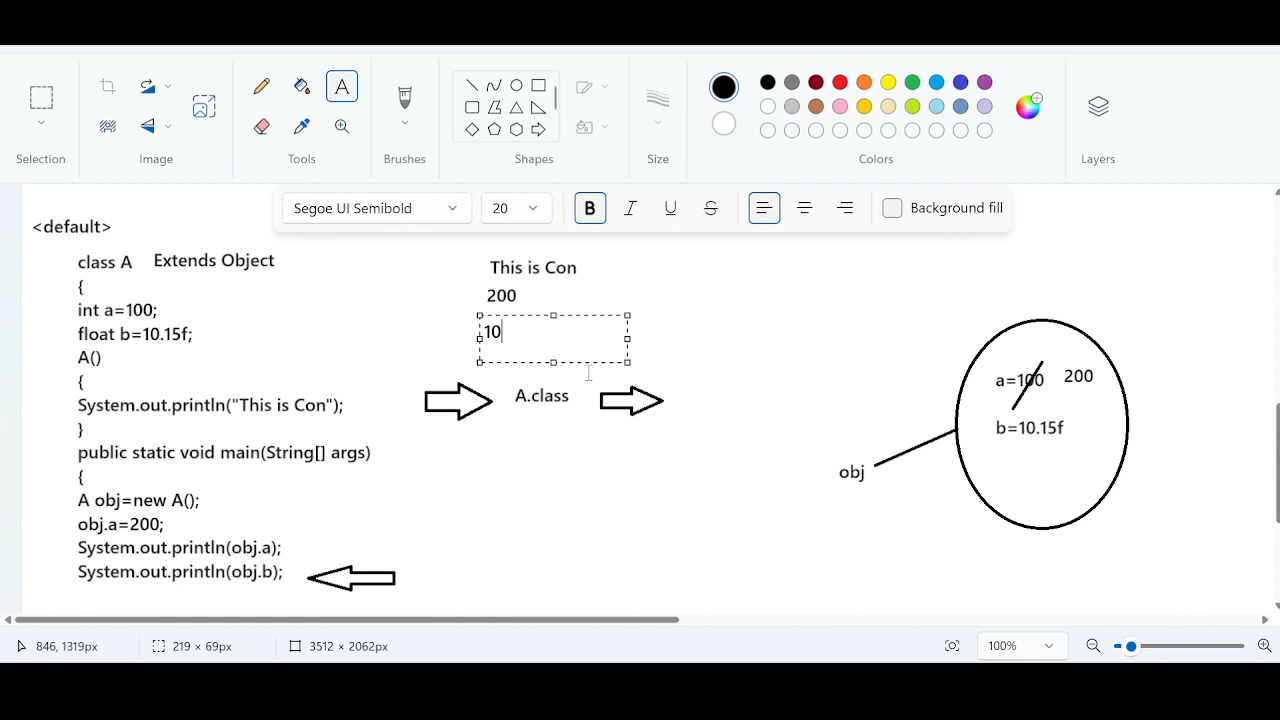 Selection
Image
Tools
Brushes
Shapes
Size
Colors
Layers
A
Segoe UI Semibold
20
B
I
U
S
Background fill
<default>
class A Extends Object
{
int a=100;
float b=10.15f;
A()
{
System.out.println("This is Con");
}
public static void main(String[] args)
{
A obj=new A();
obj.a=200;
System.out.println(obj.a);
System.out.println(obj.b);
This is Con
200
10
A.class
a=100 200
b=10.15f
obj
846, 1319px
219 × 69px
3512 × 2062px
100%